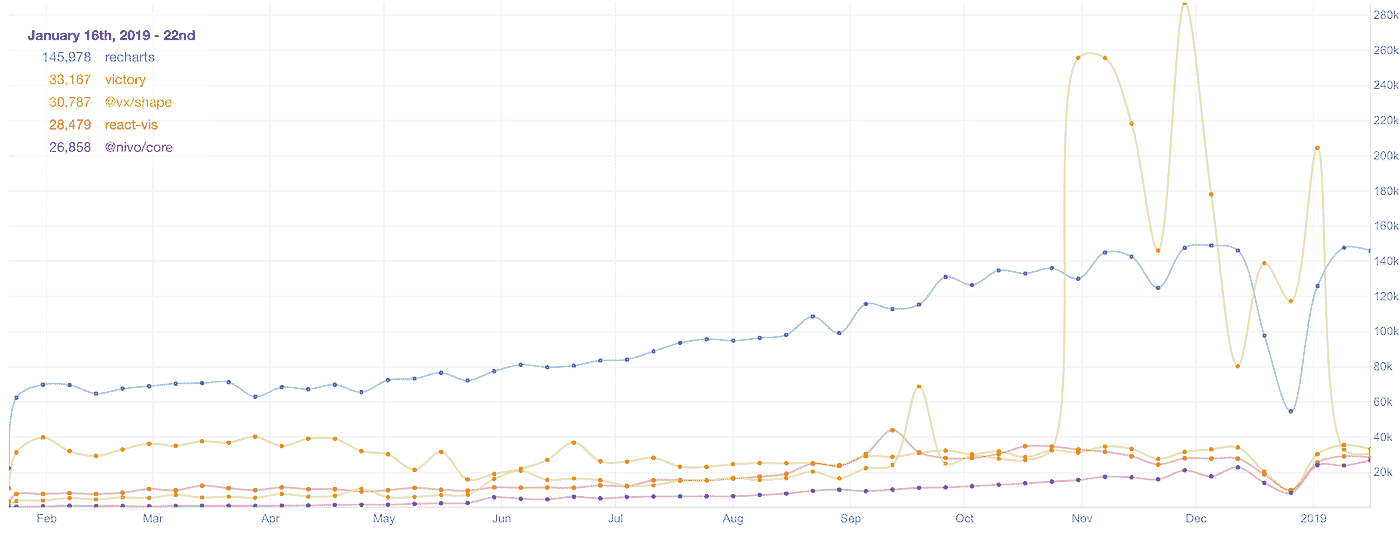 January 16th, 2019 - 22nd
145,978 recharts
33,167 victory
30,787 @vx/shape
28,479 react-vis
26,858 @nivo/core
280k
260k
240k
220k
200k
180k
160k
140k
120k
100k
80k
60k
40k
20k
Feb Mar Apr May Jun Jul Aug Sep Oct Nov Dec 2019